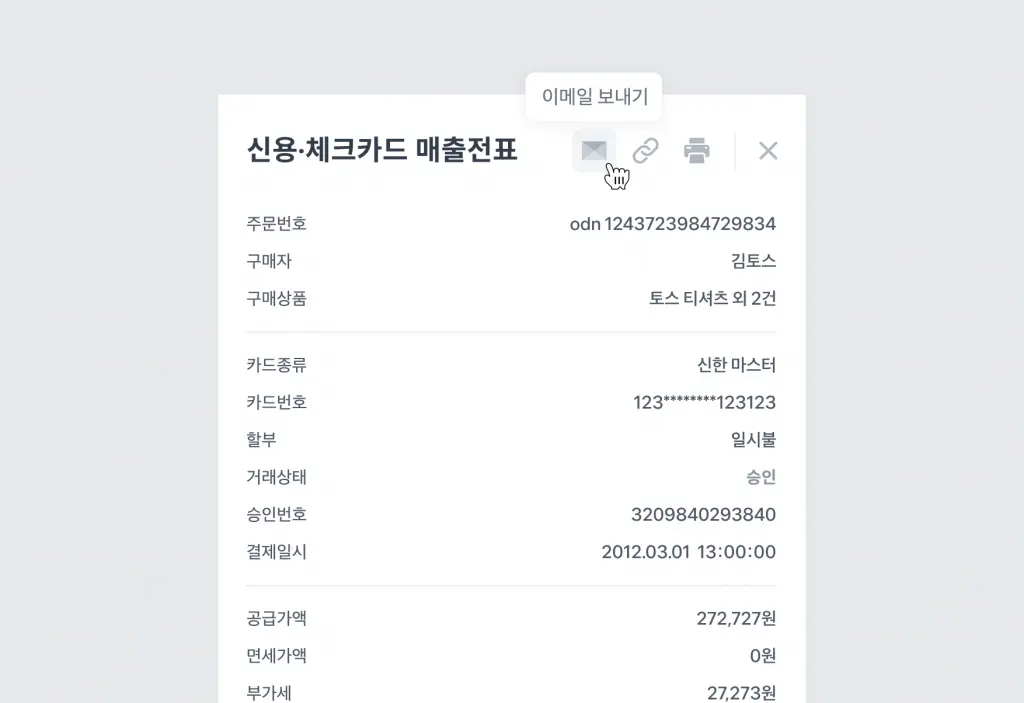 이메일 보내기
신용·체크카드 매출전표
주문번호 odn 1243723984729834
구매자 김토스
구매상품 토스 티셔츠 외 2건
카드종류 신한 마스터
카드번호 123********123123
할부 일시불
거래상태 승인
승인번호 3209840293840
결제일시 2012.03.01 13:00:00
공급가액 272,727원
면세가액 0원
부가세 27,273원